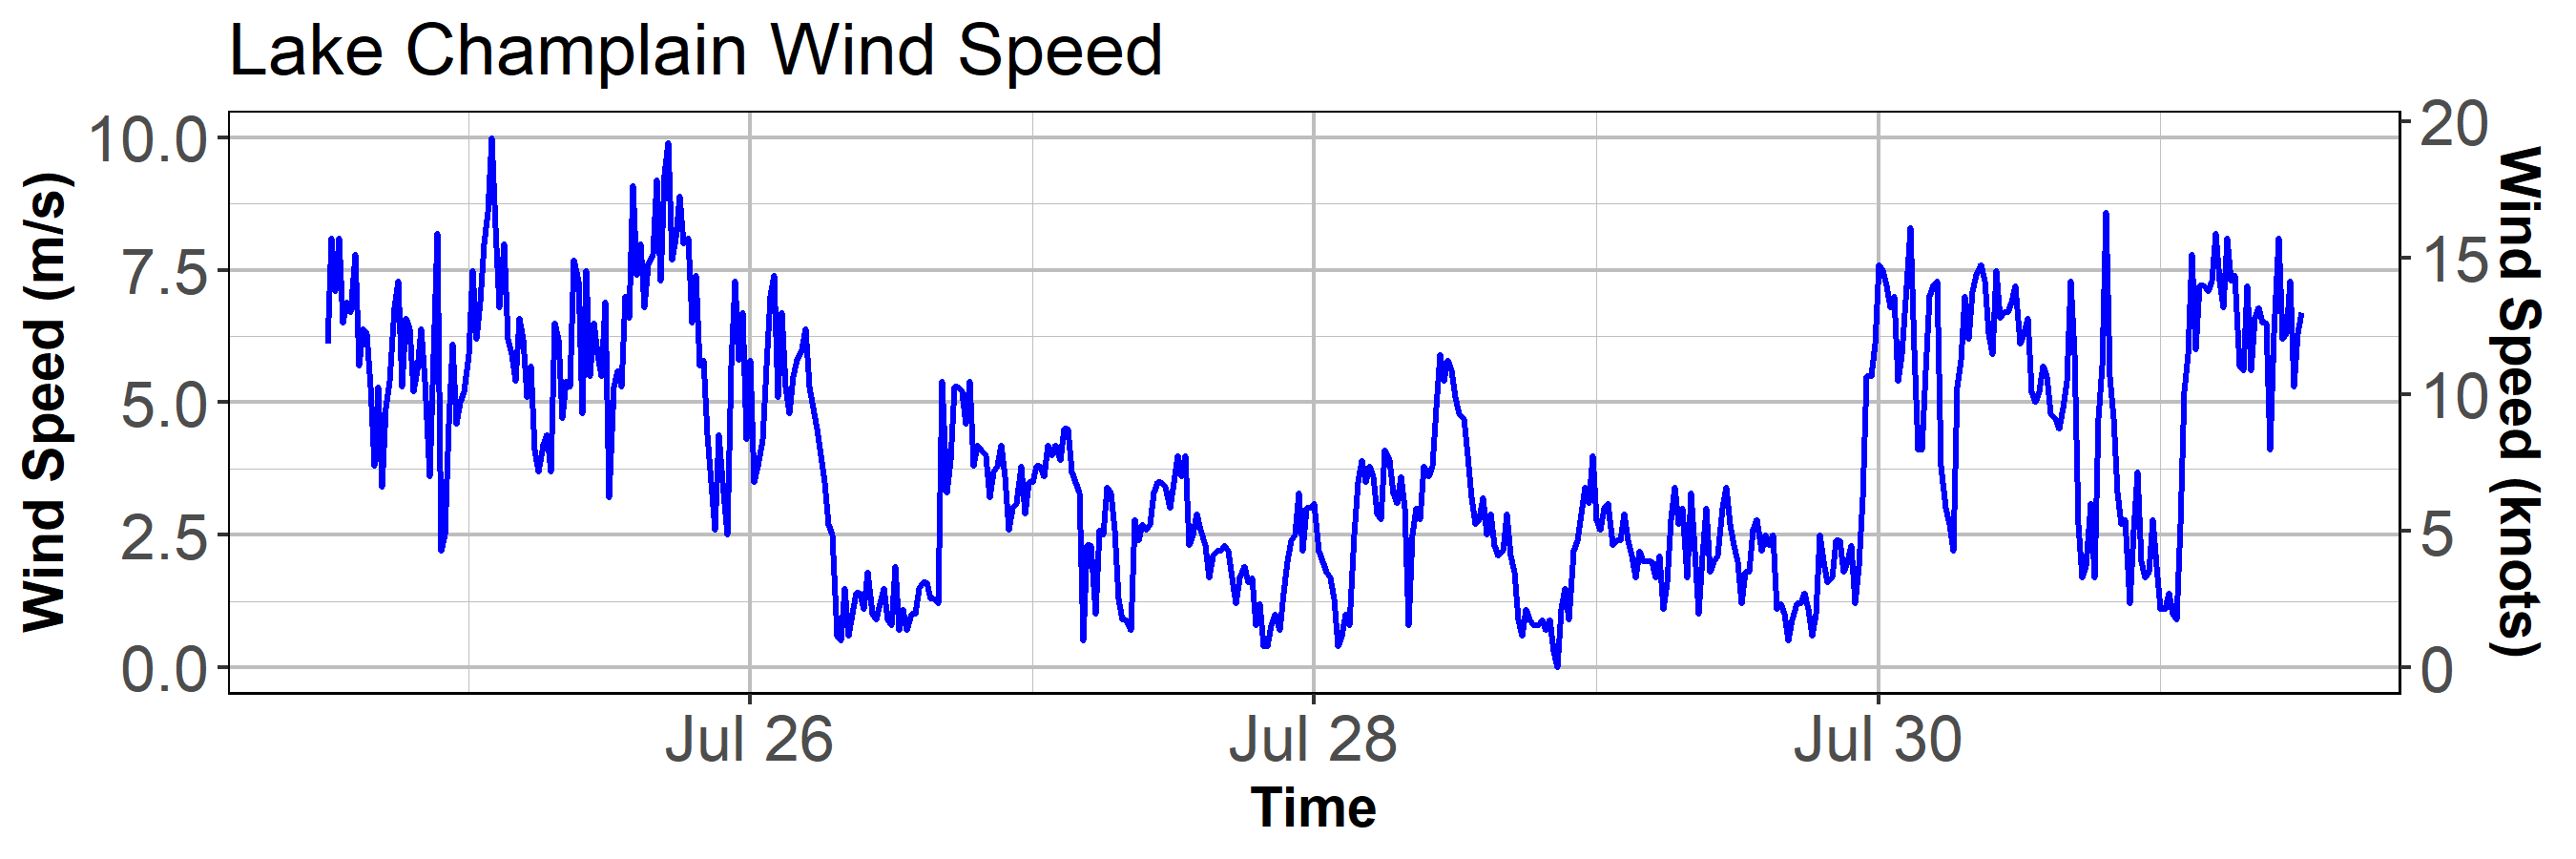 Lake Champlain Wind Speed
Wind Speed (m/s)
10.0
7.5
5.0
2.5
0.0
20
15
10
5
0
Wind Speed (knots)
Jul 26
Jul 28
Jul 30
Time